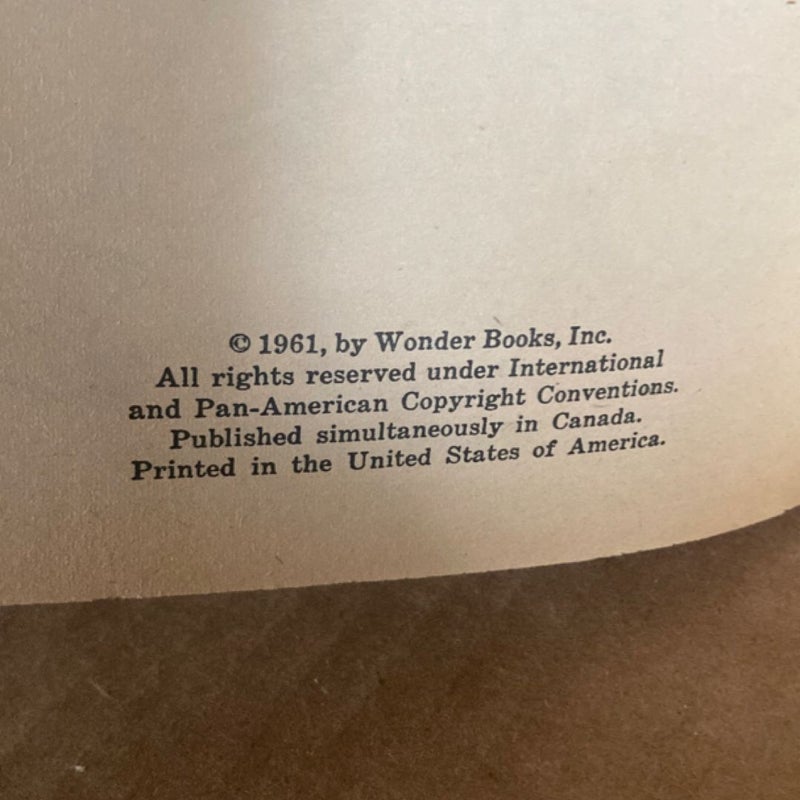 © 1961, by Wonder Books, Inc.
All rights reserved under International
and Pan-American Copyright Conventions.
Published simultaneously in Canada.
Printed in the United States of America.